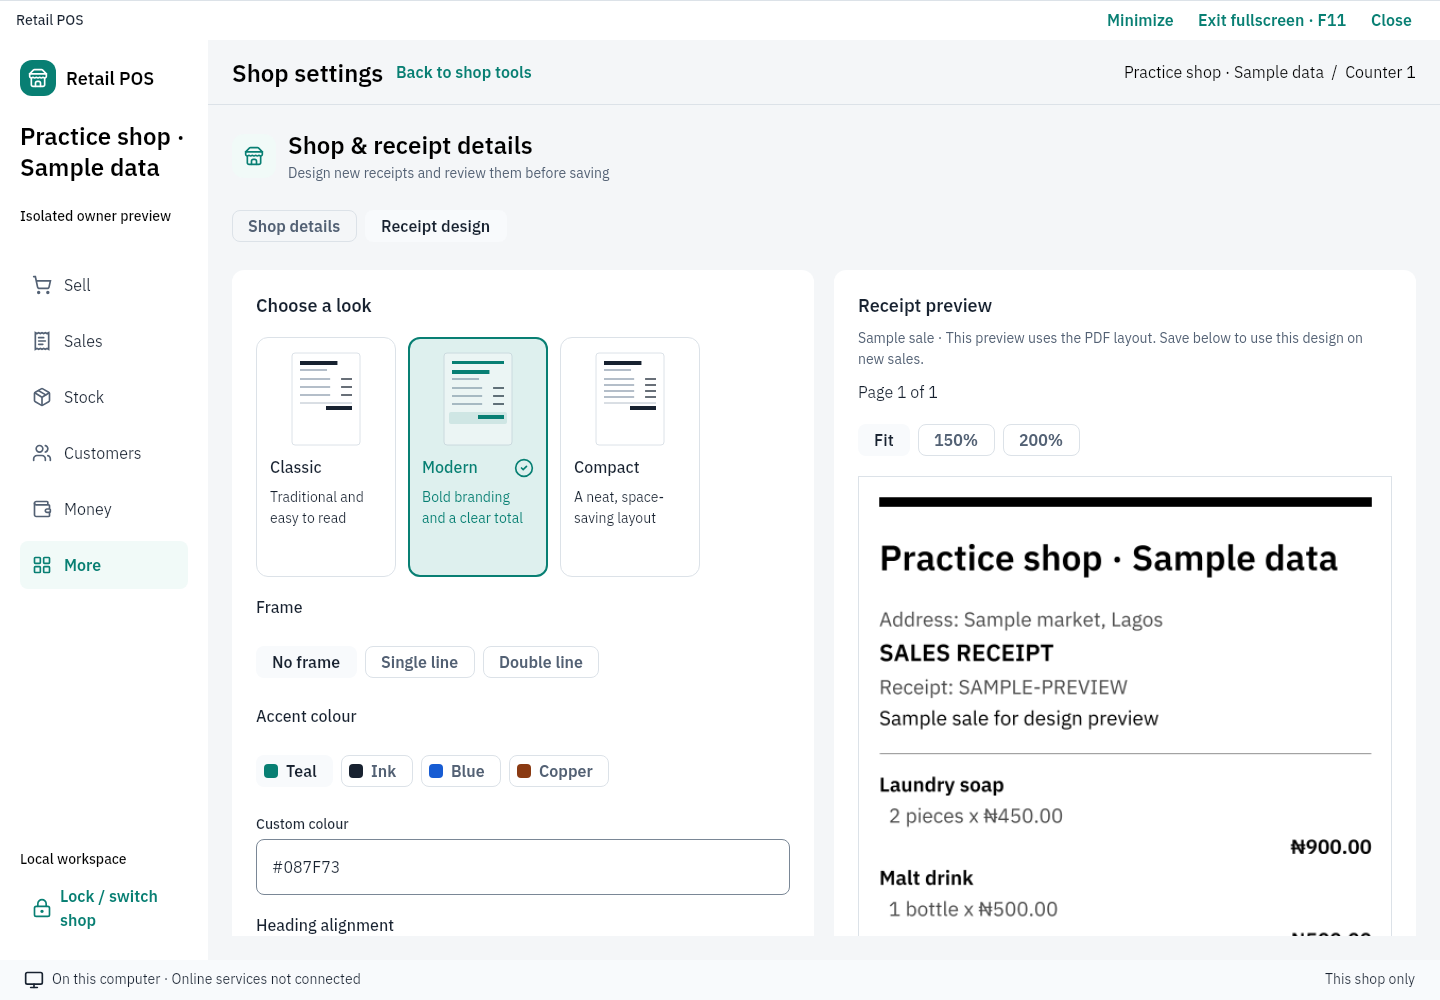 Retail POS
Minimize
Exit fullscreen · F11
Close
Retail POS
Practice shop ·
Sample data
Isolated owner preview
Sell
Sales
Stock
Customers
Money
More
Local workspace
Lock / switch
shop
Shop settings
Back to shop tools
Practice shop · Sample data / Counter 1
Shop & receipt details
Design new receipts and review them before saving
Shop details
Receipt design
Choose a look
Classic
Traditional and
easy to read
Modern
Bold branding
and a clear total
Compact
A neat, space-
saving layout
Frame
No frame
Single line
Double line
Accent colour
Teal
Ink
Blue
Copper
Custom colour
#087F73
Heading alignment
Receipt preview
Sample sale · This preview uses the PDF layout. Save below to use this design on
new sales.
Page 1 of 1
Fit
150%
200%
Practice shop · Sample data
Address: Sample market, Lagos
SALES RECEIPT
Receipt: SAMPLE-PREVIEW
Sample sale for design preview
Laundry soap
2 pieces x ₦450.00
₦900.00
Malt drink
1 bottle x ₦500.00
₦500.00
On this computer · Online services not connected
This shop only